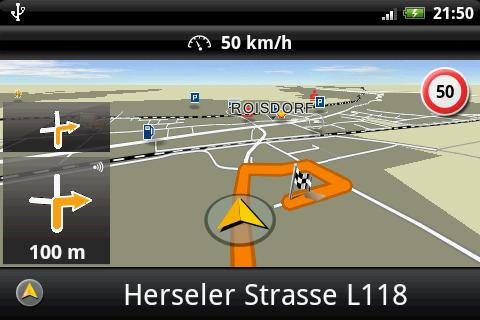 21:50
50 km/h
50
P
P
ROISDORF
100 m
Herseler Strasse L118